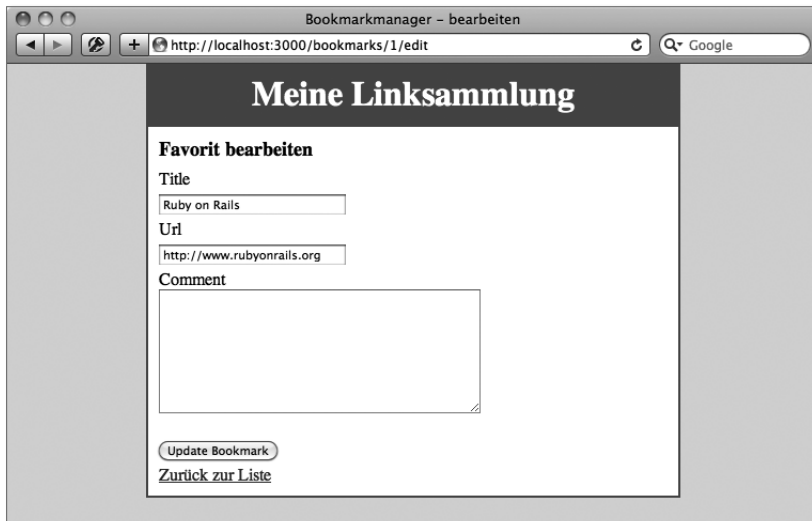 Bookmarkmanager – bearbeiten
http://localhost:3000/bookmarks/1/edit
Google
Meine Linksammlung
Favorit bearbeiten
Title
Ruby on Rails
Url
http://www.rubyonrails.org
Comment
Update Bookmark
Zurück zur Liste